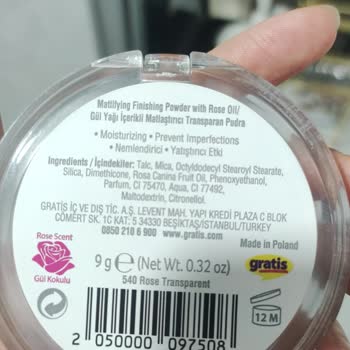 Mattifying Finishing Powder with Rose Oil/
Gül Yağı İçerikli Matlaştırıcı Transparan Pudra
• Moisturizing • Prevent Imperfections
• Nemlendirici • Yatıştırıcı Etki
Ingredients / İçindekiler: Talc, Mica, Octyldodecyl Stearoyl Stearate,
Silica, Dimethicone, Rosa Canina Fruit Oil, Phenoxyethanol,
Parfum, CI 75470, Aqua, CI 77492,
Maltodextrin, Citronellol.
GRATİS İÇ VE DIŞ TİC. A.Ş. LEVENT MAH. YAPI KREDİ PLAZA C BLOK
CÖMERT SK. 1C KAT: 5 34330 BEŞİKTAŞ/İSTANBUL/TURKEY
0850 210 6 900 www.gratis.com
Rose Scent
Gül Kokulu
Made in Poland
gratis
9 g e (Net Wt. 0.32 oz)
540 Rose Transparent
12 M
2 050000 097508